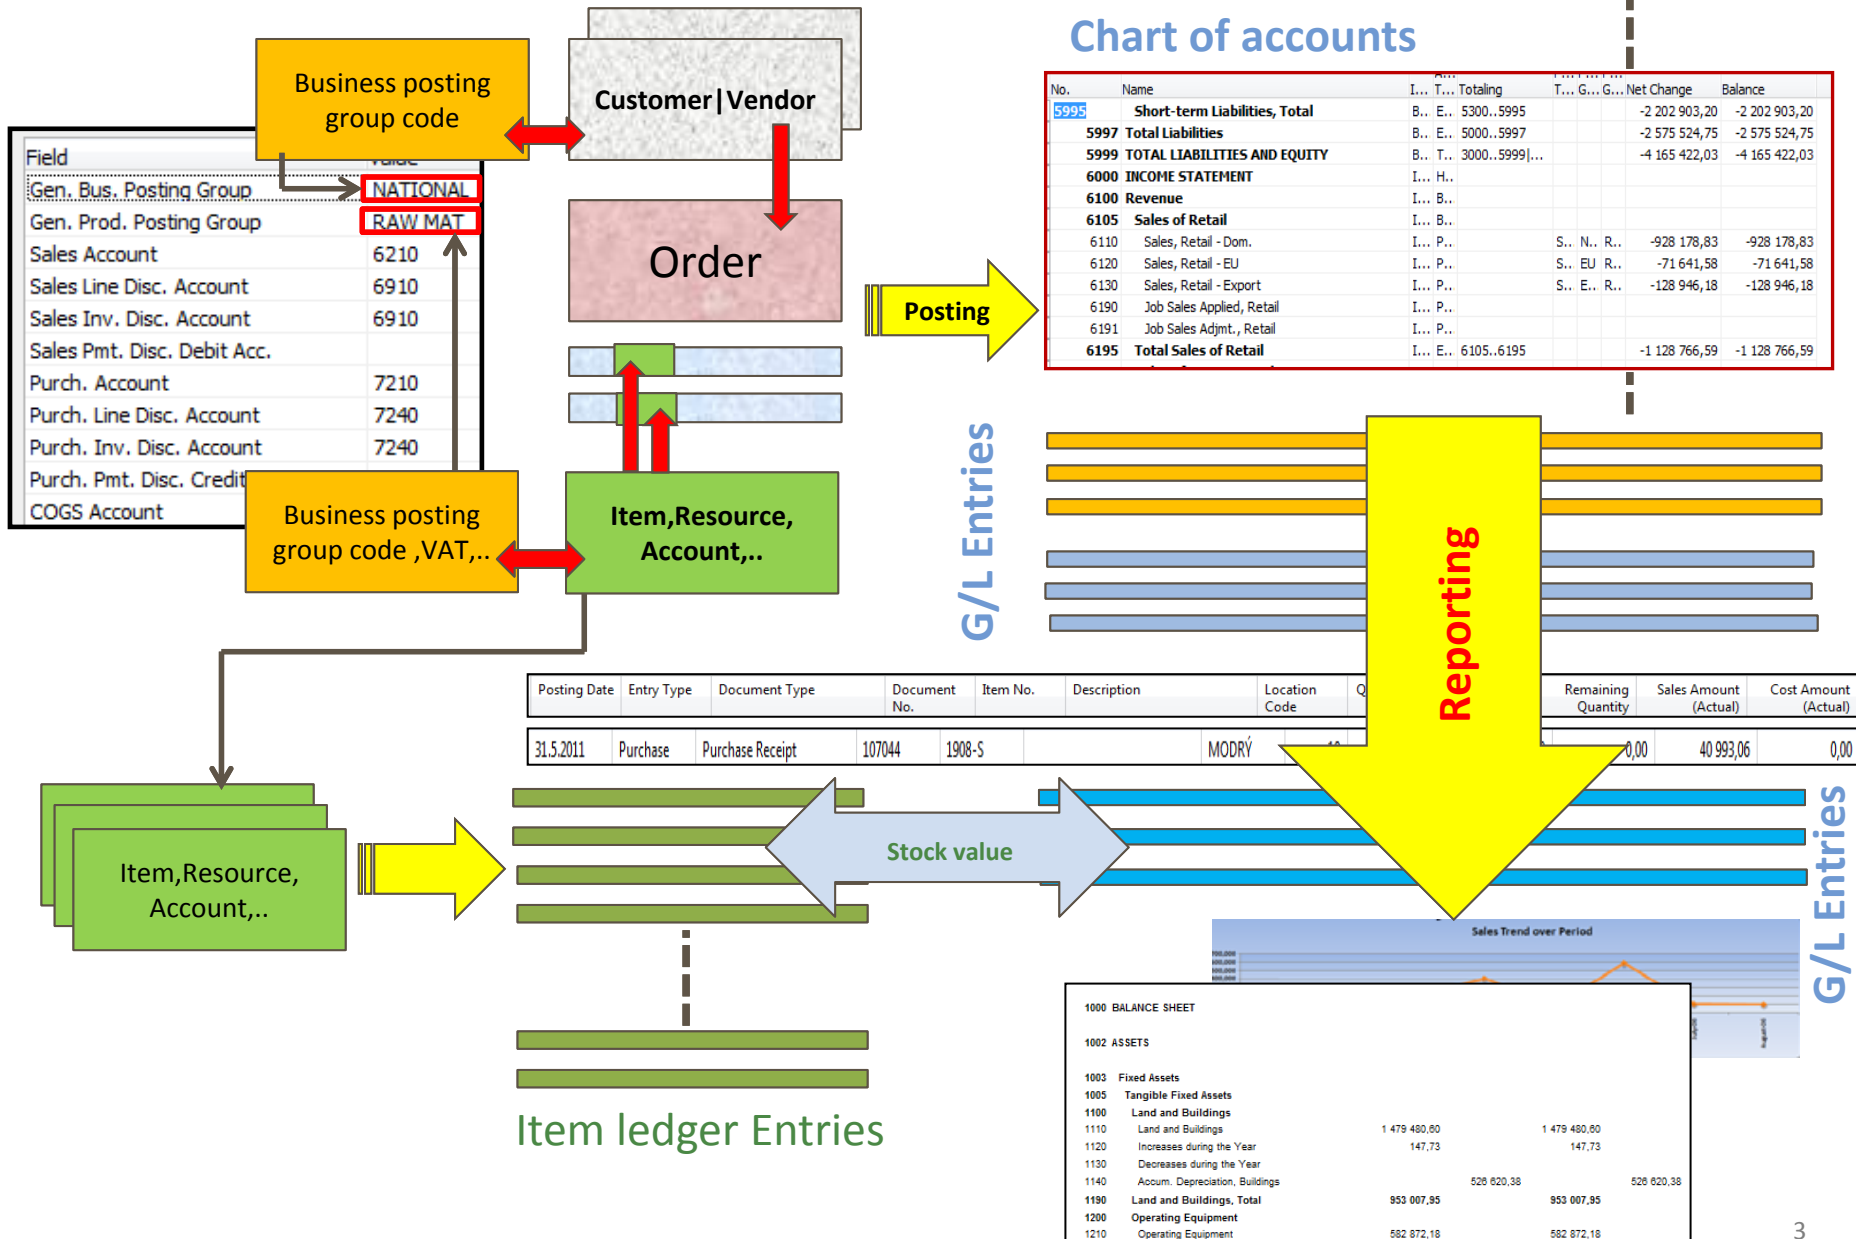 Chart of accounts
Business posting
group code
Customer|Vendor
Field
Gen. Bus. Posting Group NATIONAL
Gen. Prod. Posting Group RAW MAT
Sales Account 6210
Sales Line Disc. Account 6910
Sales Inv. Disc. Account 6910
Sales Pmt. Disc. Debit Acc.
Purch. Account 7210
Purch. Line Disc. Account 7240
Purch. Inv. Disc. Account 7240
Purch. Pmt. Disc. Credit
COGS Account
Business posting
group code ,VAT,..
Order
Item,Resource,
Account,..
Posting
No. Name I... T... Totaling T... G... G... Net Change Balance
5995 Short-term Liabilities, Total B.. E.. 5300..5995 -2 202 903,20 -2 202 903,20
5997 Total Liabilities B.. E.. 5000..5997 -2 575 524,75 -2 575 524,75
5999 TOTAL LIABILITIES AND EQUITY B.. T.. 3000..5999|... -4 165 422,03 -4 165 422,03
6000 INCOME STATEMENT I... H..
6100 Revenue I... B..
6105 Sales of Retail I... B..
6110 Sales, Retail - Dom. I... P.. S.. N.. R.. -928 178,83 -928 178,83
6120 Sales, Retail - EU I... P.. S.. EU R.. -71 641,58 -71 641,58
6130 Sales, Retail - Export I... P.. S.. E.. R.. -128 946,18 -128 946,18
6190 Job Sales Applied, Retail I... P..
6191 Job Sales Adjmt., Retail I... P..
6195 Total Sales of Retail I... E.. 6105..6195 -1 128 766,59 -1 128 766,59
G/L Entries
Reporting
Posting Date Entry Type Document Type Document Item No. Description Location Q Remaining Sales Amount Cost Amount
No. Code Quantity (Actual) (Actual)
31.5.2011 Purchase Purchase Receipt 107044 1908-S MODRÝ 0,00 40 993,06 0,00
Item,Resource,
Account,..
Stock value
G/L Entries
Item ledger Entries
Sales Trend over Period
1000 BALANCE SHEET
1002 ASSETS
1003 Fixed Assets
1005 Tangible Fixed Assets
1100 Land and Buildings
1110 Land and Buildings 1 479 480,60 1 479 480,60
1120 Increases during the Year 147,73 147,73
1130 Decreases during the Year
1140 Accum. Depreciation, Buildings 526 620,38 526 620,38
1190 Land and Buildings, Total 953 007,95 953 007,95
1200 Operating Equipment
1210 Operating Equipment 582 872,18 582 872,18
3